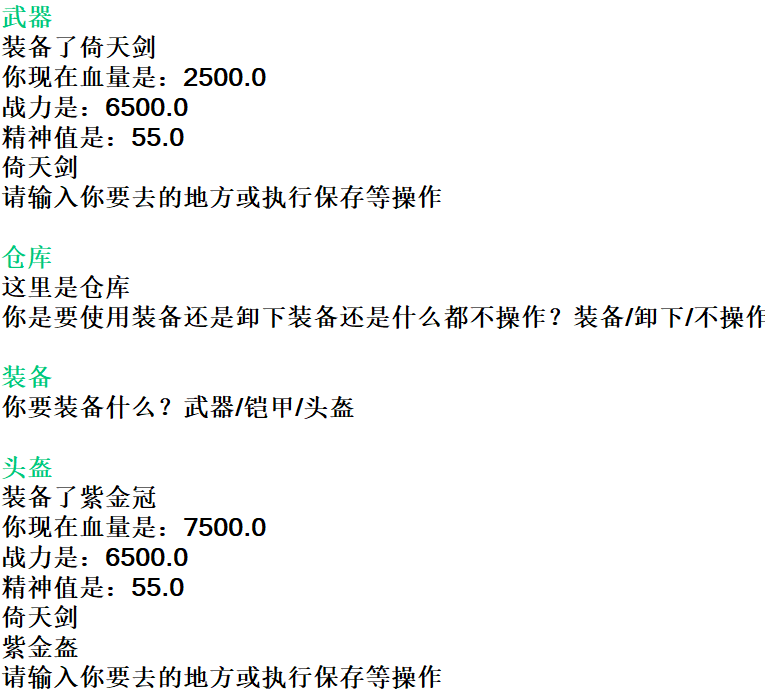 武器
装备了倚天剑
你现在血量是：2500.0
战力是：6500.0
精神值是：55.0
倚天剑
请输入你要去的地方或执行保存等操作
仓库
这里是仓库
你是要使用装备还是卸下装备还是什么都不操作？装备/卸下/不操作
装备
你要装备什么？武器/铠甲/头盔
头盔
装备了紫金冠
你现在血量是：7500.0
战力是：6500.0
精神值是：55.0
倚天剑
紫金盔
请输入你要去的地方或执行保存等操作